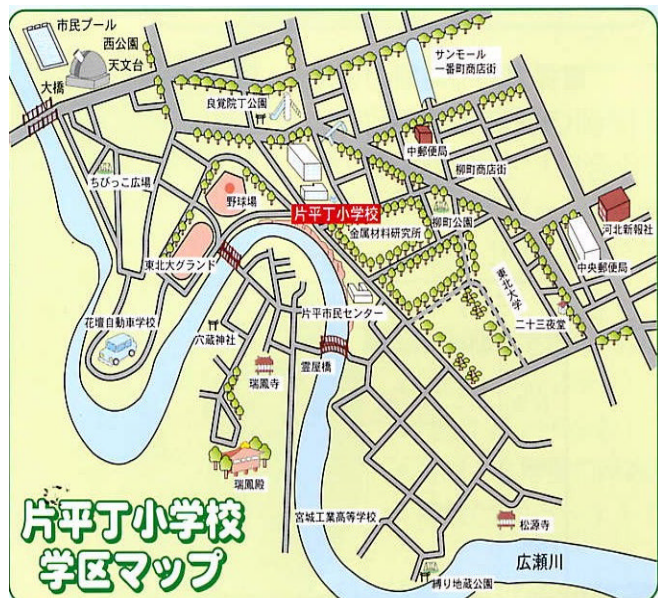 市民プール
西公園
天文台
大橋
サンモール
一番町商店街
良覚院丁公園
中郵便局
柳町商店街
ちびっこ広場
野球場
片平丁小学校
金属材料研究所
柳町公園
河北新報社
中央郵便局
東北大グランド
東北大学
二十三夜堂
片平市民センター
花壇自動車学校
穴蔵神社
霊屋橋
瑞鳳寺
瑞鳳殿
宮城工業高等学校
松源寺
広瀬川
縛り地蔵公園
片平丁小学校
学区マップ